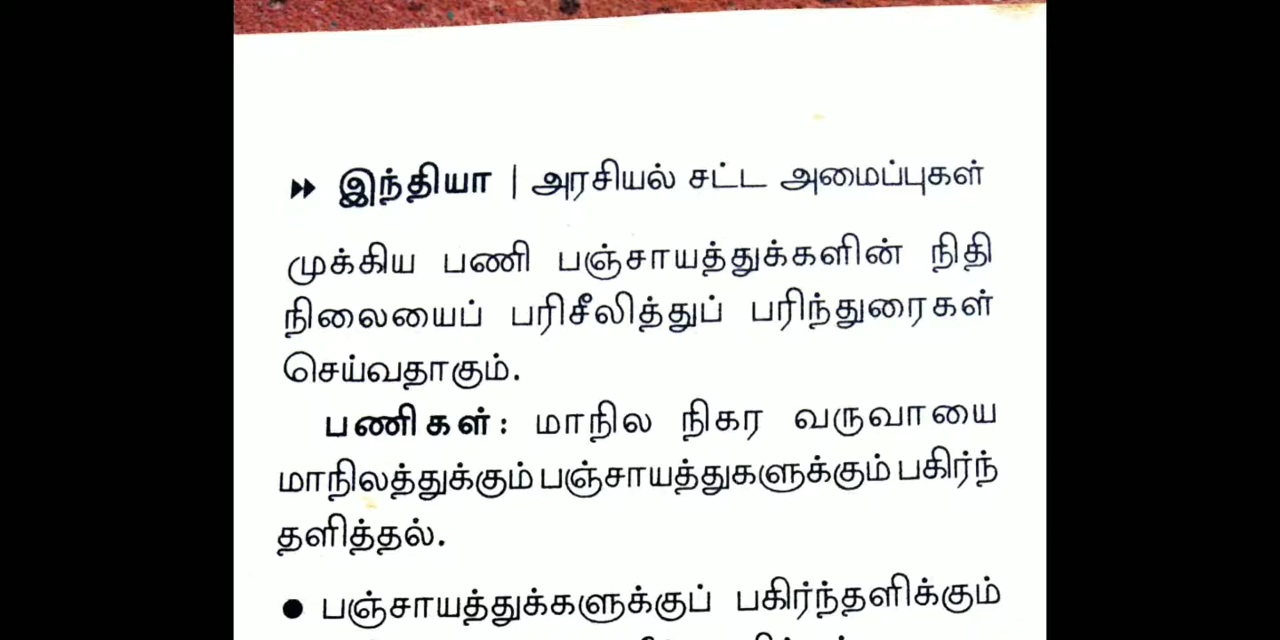 ▸▸ இந்தியா | அரசியல் சட்ட அமைப்புகள்
முக்கிய பணி பஞ்சாயத்துக்களின் நிதி
நிலையைப் பரிசீலித்துப் பரிந்துரைகள்
செய்வதாகும்.
பணிகள்: மாநில நிகர வருவாயை
மாநிலத்துக்கும் பஞ்சாயத்துகளுக்கும் பகிர்ந்
தளித்தல்.
● பஞ்சாயத்துக்களுக்குப் பகிர்ந்தளிக்கும்